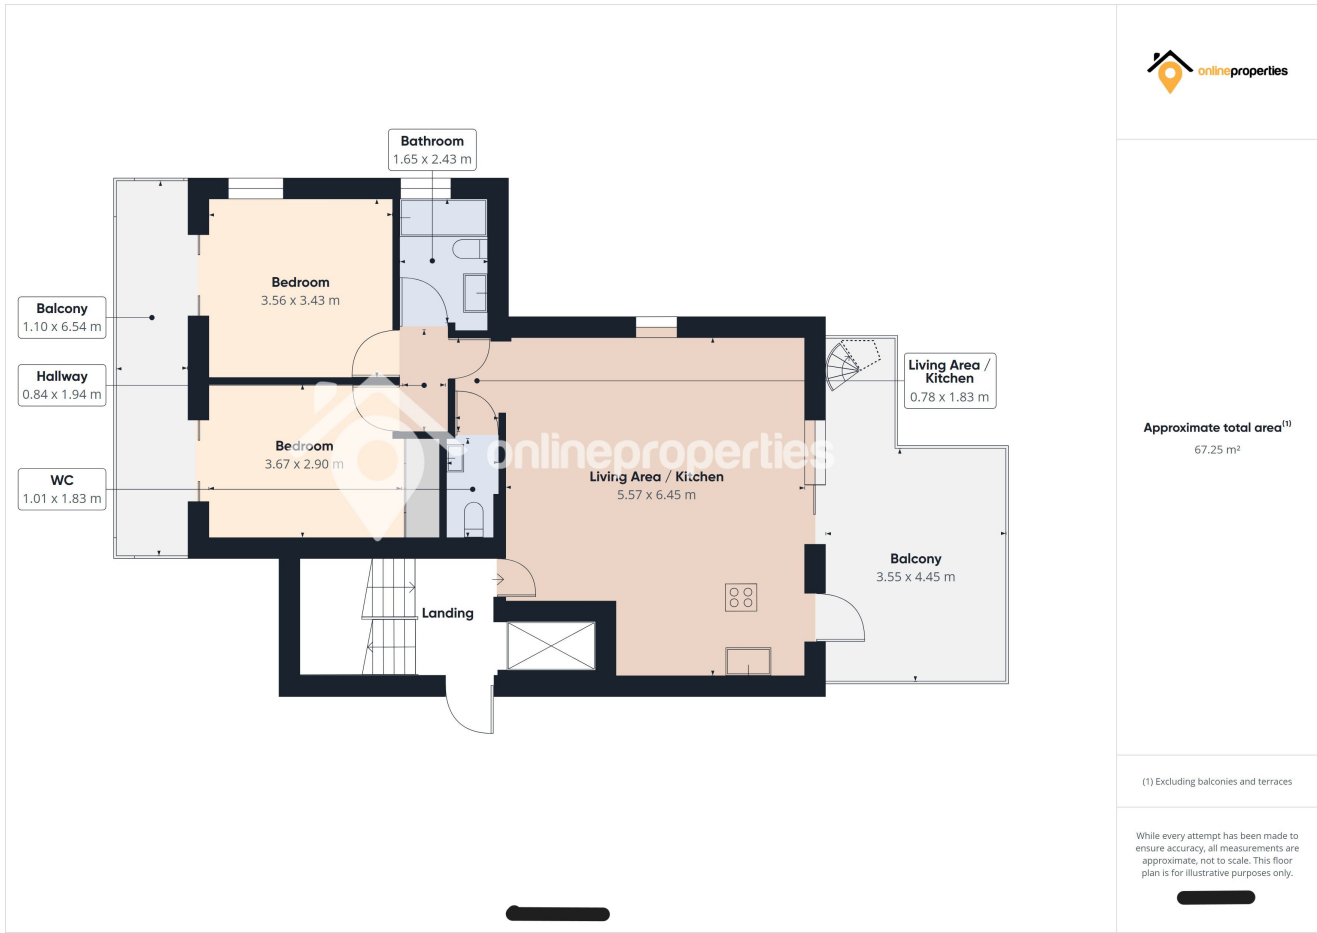 onlineproperties
Bathroom
1.65 x 2.43 m
Bedroom
3.56 x 3.43 m
Balcony
1.10 x 6.54 m
Hallway
0.84 x 1.94 m
Living Area /
Kitchen
0.78 x 1.83 m
Bedroom
3.67 x 2.90 m
onlineproperties
Living Area / Kitchen
5.57 x 6.45 m
WC
1.01 x 1.83 m
Balcony
3.55 x 4.45 m
Landing
Approximate total area(1)
67.25 m²
(1) Excluding balconies and terraces
While every attempt has been made to
ensure accuracy, all measurements are
approximate, not to scale. This floor
plan is for illustrative purposes only.